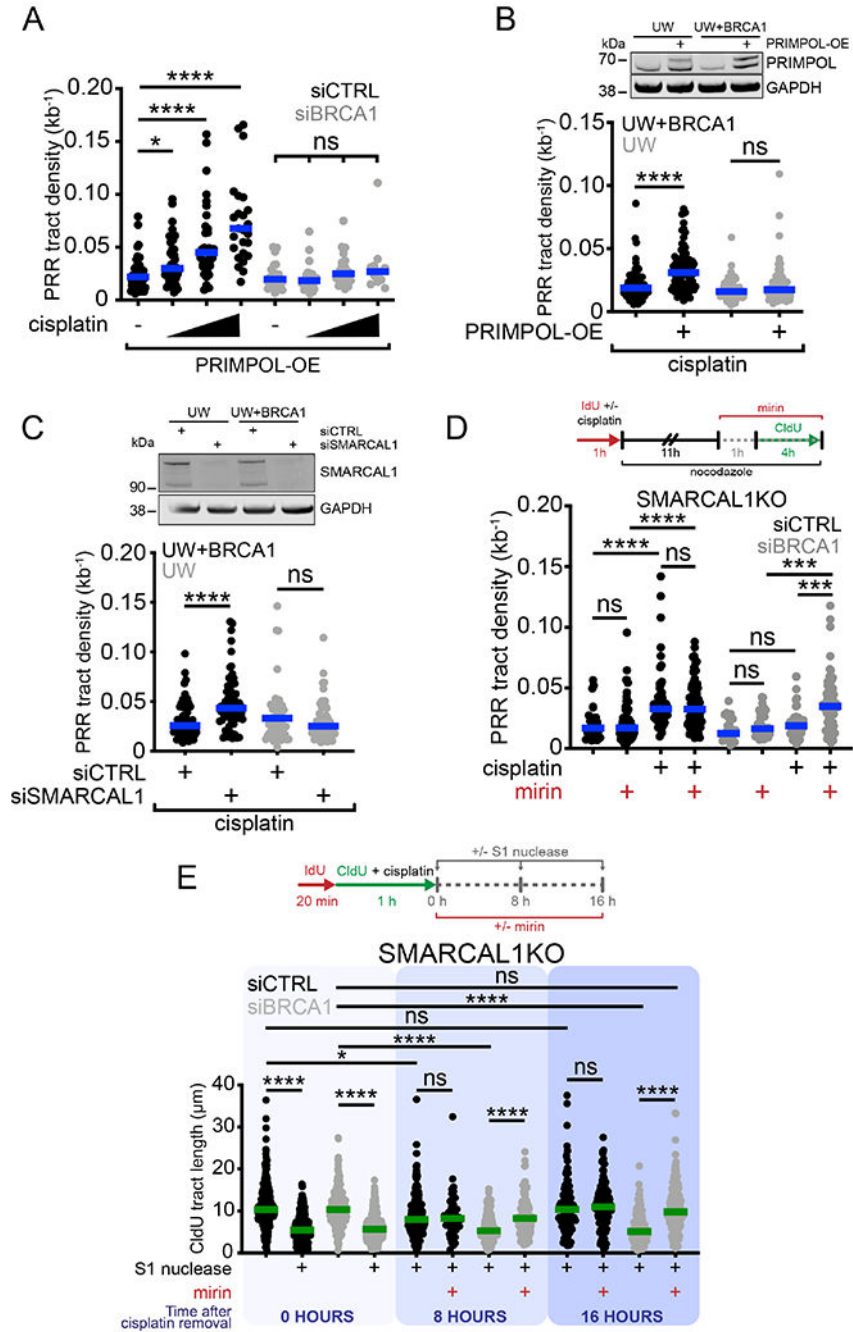 A
****
****
*
siCTRL
siBRCA1
ns
PRR tract density (kb⁻¹)
0.20
0.15
0.10
0.05
0
cisplatin
-
-
PRIMPOL-OE
B
UW
UW+BRCA1
kDa
+
+
PRIMPOL-OE
70
PRIMPOL
38
GAPDH
UW+BRCA1
UW
PRR tract density (kb⁻¹)
0.15
0.10
0.05
0
****
ns
PRIMPOL-OE
+
+
cisplatin
C
UW
UW+BRCA1
kDa
+
+
siCTRL
+
+
siSMARCAL1
SMARCAL1
90
38
GAPDH
UW+BRCA1
UW
PRR tract density (kb⁻¹)
0.20
0.15
0.10
0.05
0
****
ns
siCTRL
+
+
siSMARCAL1
+
+
cisplatin
D
IdU +/-
cisplatin
mirin
CldU
1h
11h
1h
4h
nocodazole
SMARCAL1KO
siCTRL
siBRCA1
PRR tract density (kb⁻¹)
0.20
0.15
0.10
0.05
0
****
****
ns
ns
***
***
ns
ns
cisplatin
+
+
+
+
mirin
+
+
+
+
E
+/- S1 nuclease
IdU
CldU + cisplatin
20 min
1 h
0 h
8 h
16 h
+/- mirin
SMARCAL1KO
siCTRL
siBRCA1
ns
****
ns
****
*
****
****
ns
****
ns
****
CldU tract length (µm)
40
30
20
10
0
S1 nuclease
+
+
+
+
+
+
+
+
+
+
mirin
+
+
+
+
Time after
cisplatin removal
0 HOURS
8 HOURS
16 HOURS